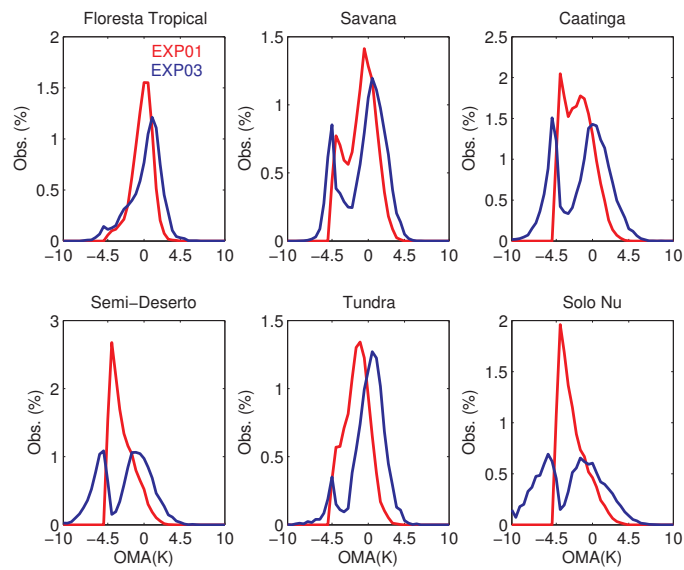 Floresta Tropical
Savana
Caatinga
EXP01
EXP03
Obs. (%)
2
1.5
1
0.5
0
−10 −4.5 0 4.5 10
Obs. (%)
1.5
1
0.5
0
−10 −4.5 0 4.5 10
Obs. (%)
2.5
2
1.5
1
0.5
0
−10 −4.5 0 4.5 10
Semi−Deserto
Tundra
Solo Nu
Obs. (%)
3
2
1
0
−10 −4.5 0 4.5 10
OMA(K)
Obs. (%)
1.5
1
0.5
0
−10 −4.5 0 4.5 10
OMA(K)
Obs. (%)
2
1.5
1
0.5
0
−10 −4.5 0 4.5 10
OMA(K)